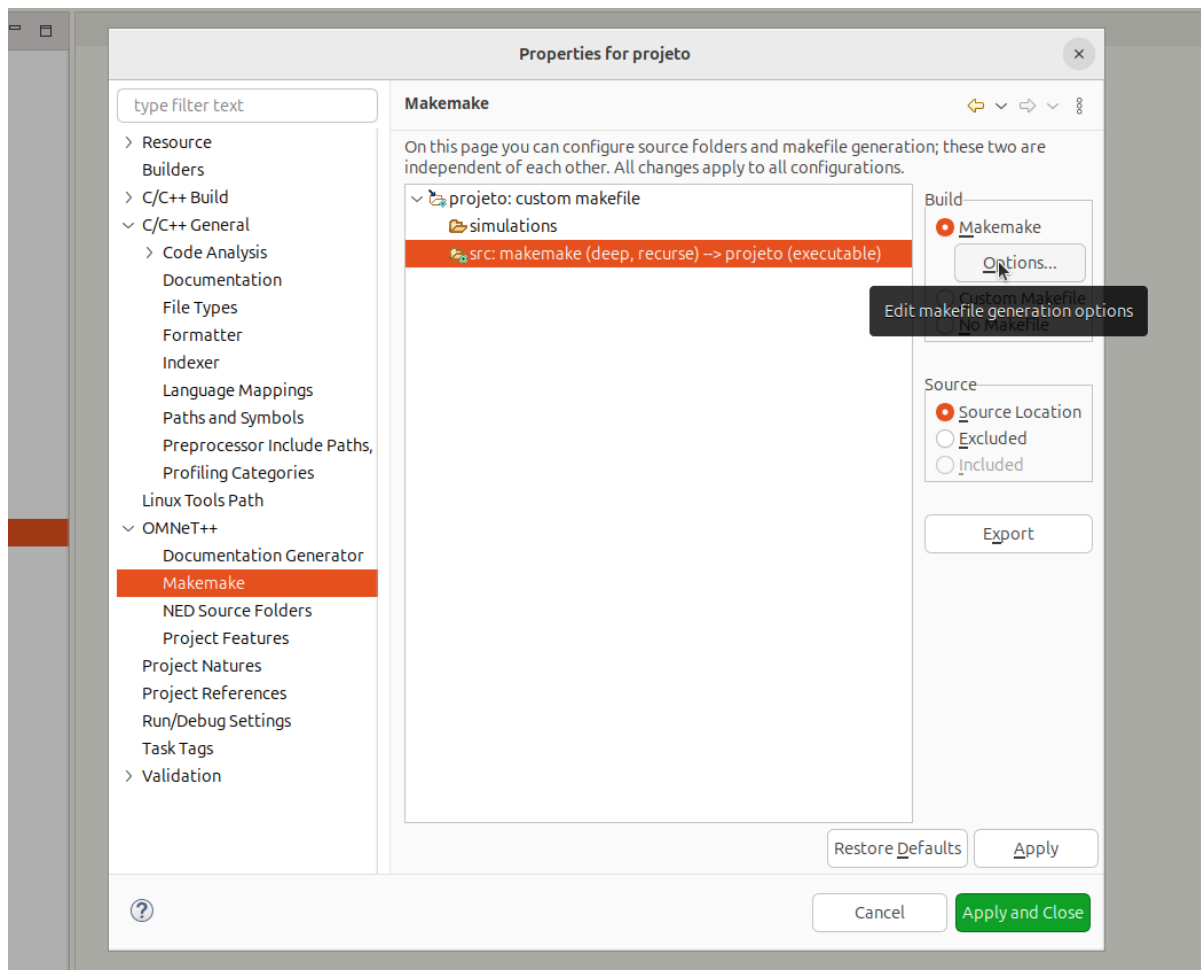 Properties for projeto
type filter text
Resource
Builders
C/C++ Build
C/C++ General
Code Analysis
Documentation
File Types
Formatter
Indexer
Language Mappings
Paths and Symbols
Preprocessor Include Paths,
Profiling Categories
Linux Tools Path
OMNeT++
Documentation Generator
Makemake
NED Source Folders
Project Features
Project Natures
Project References
Run/Debug Settings
Task Tags
Validation
Makemake
On this page you can configure source folders and makefile generation; these two are
independent of each other. All changes apply to all configurations.
projeto: custom makefile
simulations
src: makemake (deep, recurse) --> projeto (executable)
Build
Makemake
Options...
Custom Makefile
Edit makefile generation options
No Makefile
Source
Source Location
Excluded
Included
Export
Restore Defaults
Apply
Cancel
Apply and Close